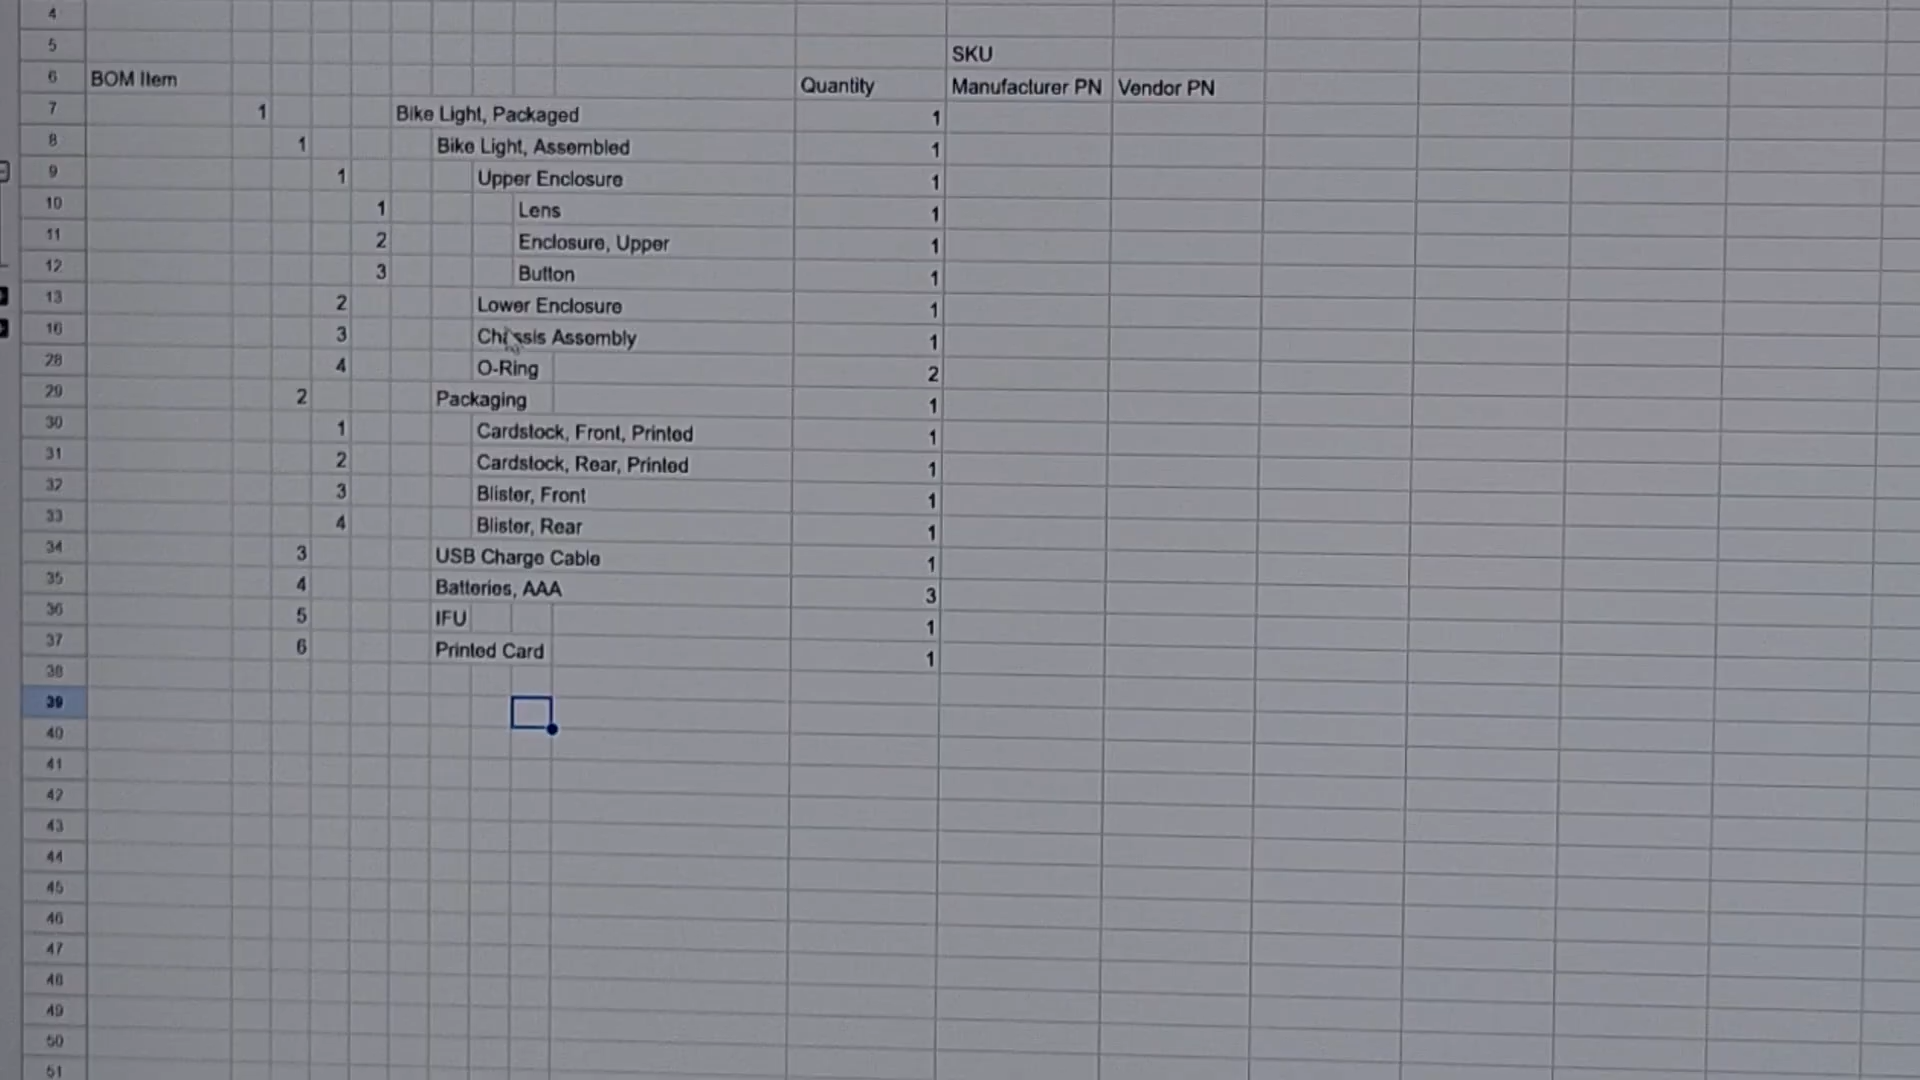 4
5 SKU
6 BOM Item Quantity Manufacturer PN Vendor PN
7 1 Bike Light, Packaged 1
8 1 Bike Light, Assembled 1
9 1 Upper Enclosure 1
10 1 Lens 1
11 2 Enclosure, Upper 1
12 3 Button 1
13 2 Lower Enclosure 1
16 3 Chassis Assembly 1
28 4 O-Ring 2
29 2 Packaging 1
30 1 Cardstock, Front, Printed 1
31 2 Cardstock, Rear, Printed 1
32 3 Blister, Front 1
33 4 Blister, Rear 1
34 3 USB Charge Cable 1
35 4 Batteries, AAA 3
36 5 IFU 1
37 6 Printed Card 1
38
39
40
41
42
43
44
45
46
47
48
49
50
51